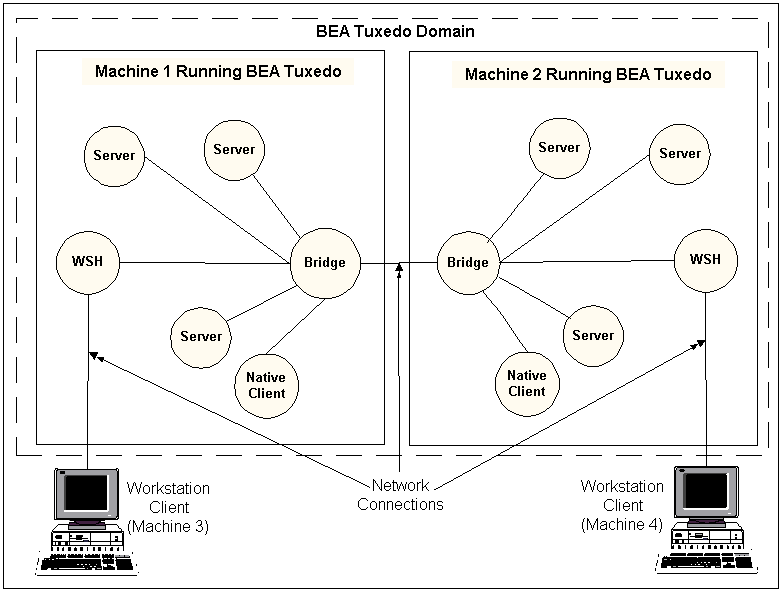 BEA Tuxedo Domain
Machine 1 Running BEA Tuxedo
Server
Server
WSH
Bridge
Server
Native
Client
Machine 2 Running BEA Tuxedo
Server
Server
Bridge
WSH
Server
Native
Client
Workstation
Client
(Machine 3)
Network
Connections
Workstation
Client
(Machine 4)